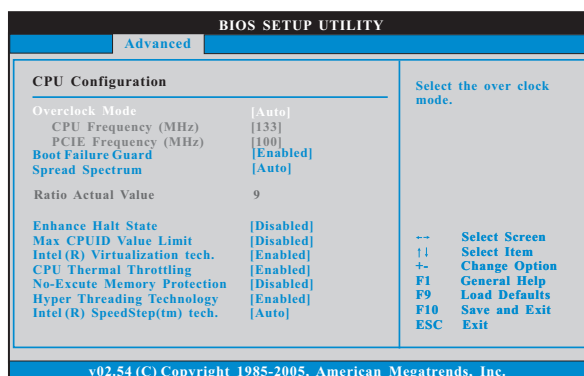 BIOS SETUP UTILITY
Advanced
CPU Configuration
Overclock Mode [Auto]
CPU Frequency (MHz) [133]
PCIE Frequency (MHz) [100]
Boot Failure Guard [Enabled]
Spread Spectrum [Auto]
Ratio Actual Value 9
Enhance Halt State [Disabled]
Max CPUID Value Limit [Disabled]
Intel (R) Virtualization tech. [Enabled]
CPU Thermal Throttling [Enabled]
No-Excute Memory Protection [Disabled]
Hyper Threading Technology [Enabled]
Intel (R) SpeedStep(tm) tech. [Auto]
Select the over clock
mode.
←→ Select Screen
↑↓ Select Item
+- Change Option
F1 General Help
F9 Load Defaults
F10 Save and Exit
ESC Exit
v02.54 (C) Copyright 1985-2005, American Megatrends, Inc.